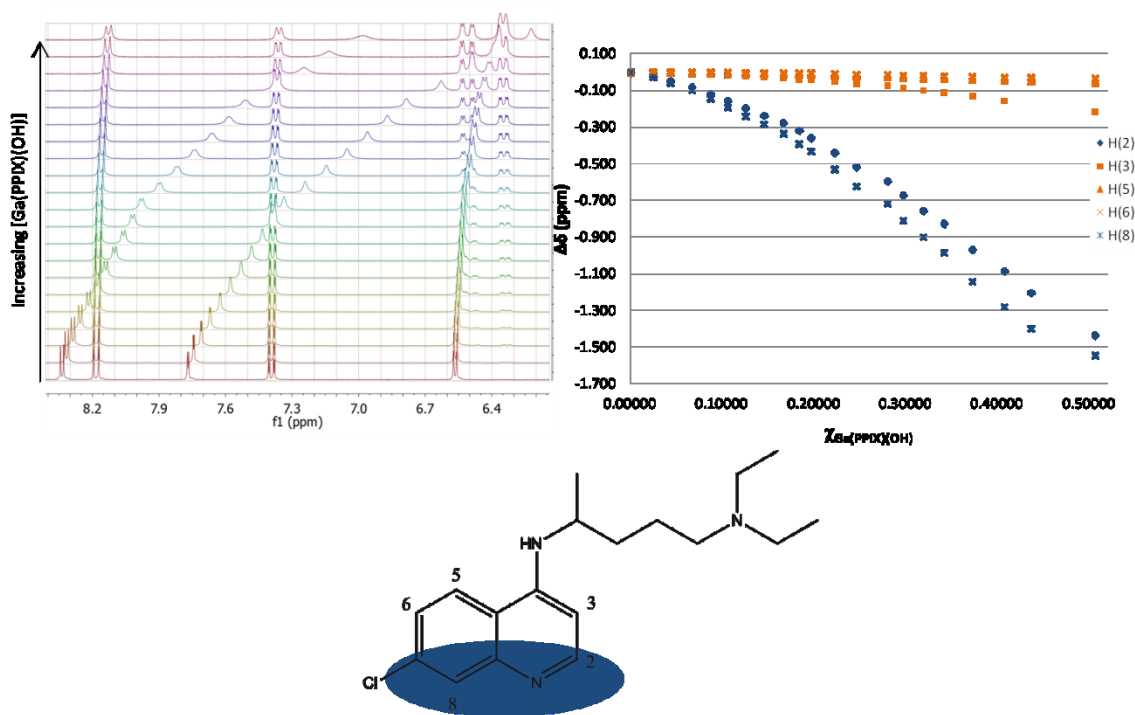 Increasing [Ga(PPIX)(OH)]
8.2 7.9 7.6 7.3 7.0 6.7 6.4
f1 (ppm)
Δδ (ppm)
0.100
-0.100
-0.300
-0.500
-0.700
-0.900
-1.100
-1.300
-1.500
-1.700
0.00000 0.10000 0.20000 0.30000 0.40000 0.50000
χGa(PPIX)(OH)
H(2)
H(3)
H(5)
H(6)
H(8)
N
HN
5
6
3
2
Cl
N
8